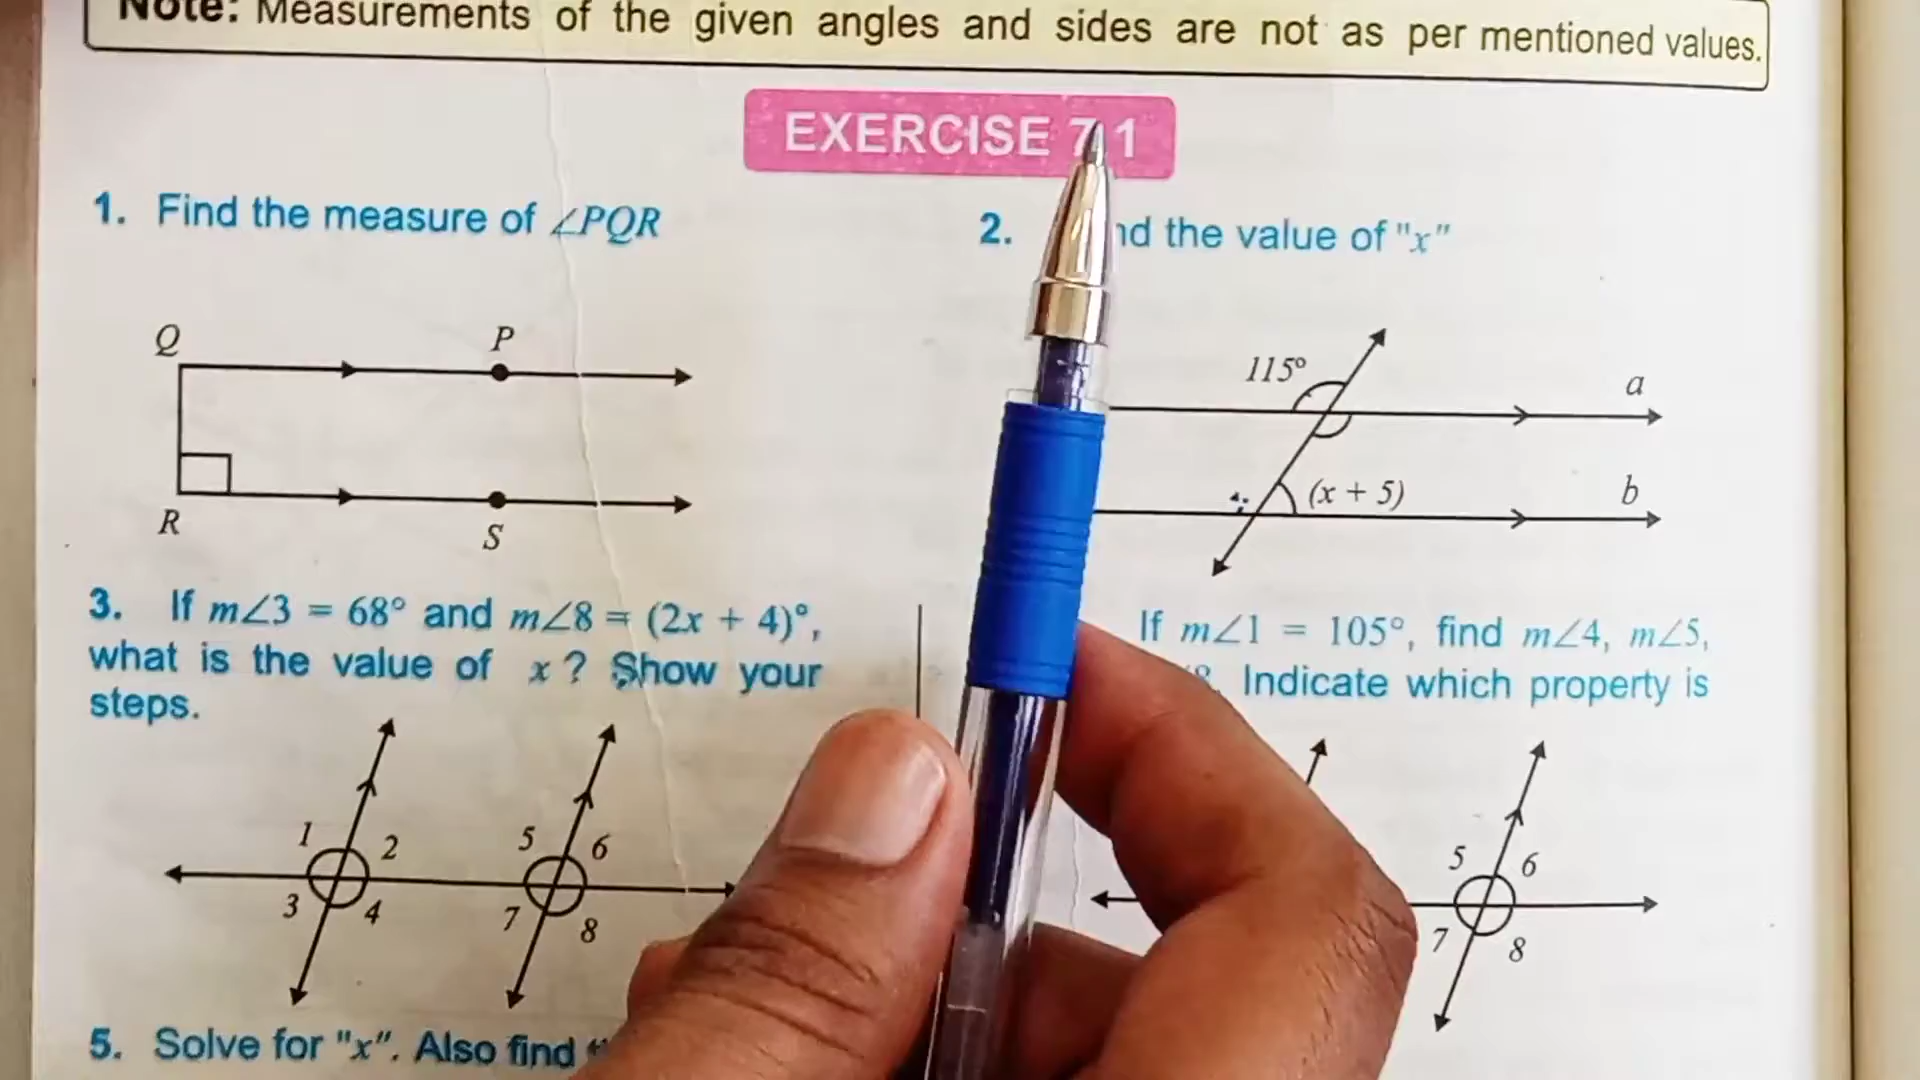 Note: Measurements of the given angles and sides are not as per mentioned values.
EXERCISE 7.1
1. Find the measure of ∠PQR
Q
P
R
S
2. nd the value of "x"
115°
a
(x + 5)
b
3. If m∠3 = 68° and m∠8 = (2x + 4)°,
what is the value of x ? Show your
steps.
1 2 5 6
3 4 7 8
If m∠1 = 105°, find m∠4, m∠5,
Indicate which property is
5 6
7 8
5. Solve for "x". Also find